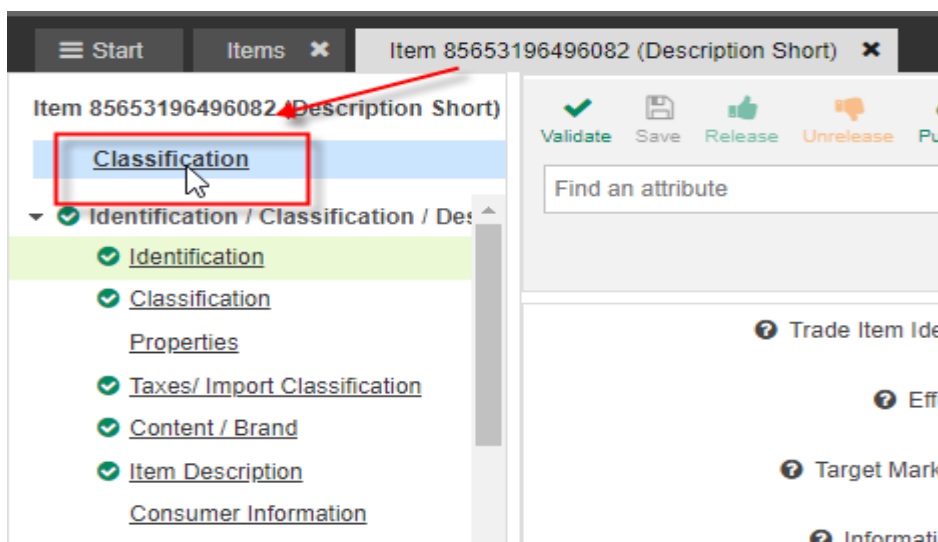 Start Items Item 85653196496082 (Description Short)
Item 85653196496082 (Description Short)
Classification
Identification / Classification / Des
Identification
Classification
Properties
Taxes/ Import Classification
Content / Brand
Item Description
Consumer Information
Validate Save Release Unrelease Pu
Find an attribute
Trade Item Ide
Eff
Target Mark
Informati